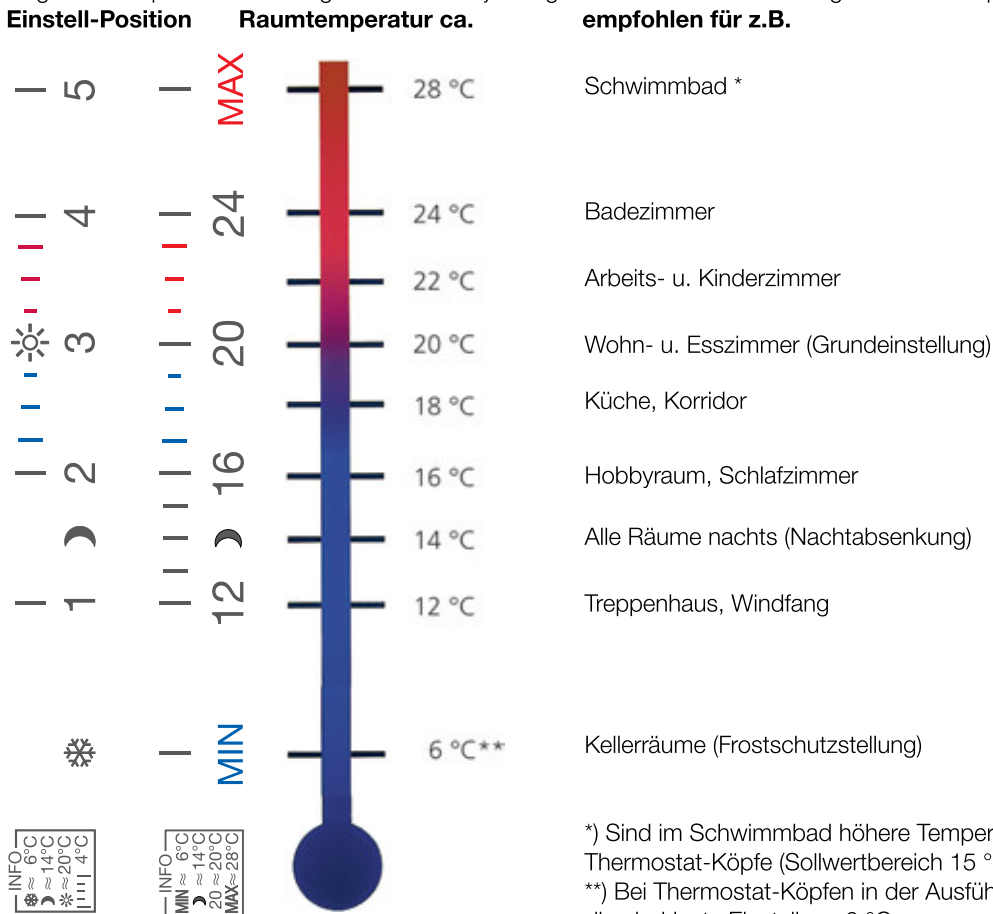 Einstell-Position Raumtemperatur ca. empfohlen für z.B.
5 MAX 28 °C Schwimmbad *
4 24 24 °C Badezimmer
22 °C Arbeits- u. Kinderzimmer
3 20 20 °C Wohn- u. Esszimmer (Grundeinstellung)
18 °C Küche, Korridor
2 16 16 °C Hobbyraum, Schlafzimmer
14 °C Alle Räume nachts (Nachtabsenkung)
1 12 12 °C Treppenhaus, Windfang
MIN 6 °C** Kellerräume (Frostschutzstellung)
INFO
≈ 6°C
≈ 14°C
≈ 20°C
4°C
INFO
MIN ≈ 6°C
≈ 14°C
20 ≈ 20°C
MAX≈ 28°C
*) Sind im Schwimmbad höhere
Thermostat-Köpfe (Sollwertbereich 15 °
**) Bei Thermostat-Köpfen in der